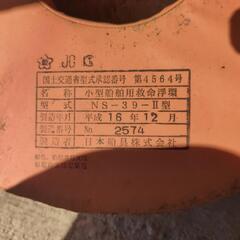 JCI
国土交通省型式承認番号 第4564号
名称 小型船舶用救命浮環
型式 NS-39-II型
製造年月 平成16年12月
製造番号 No 2574
製造者 日本船具株式会社